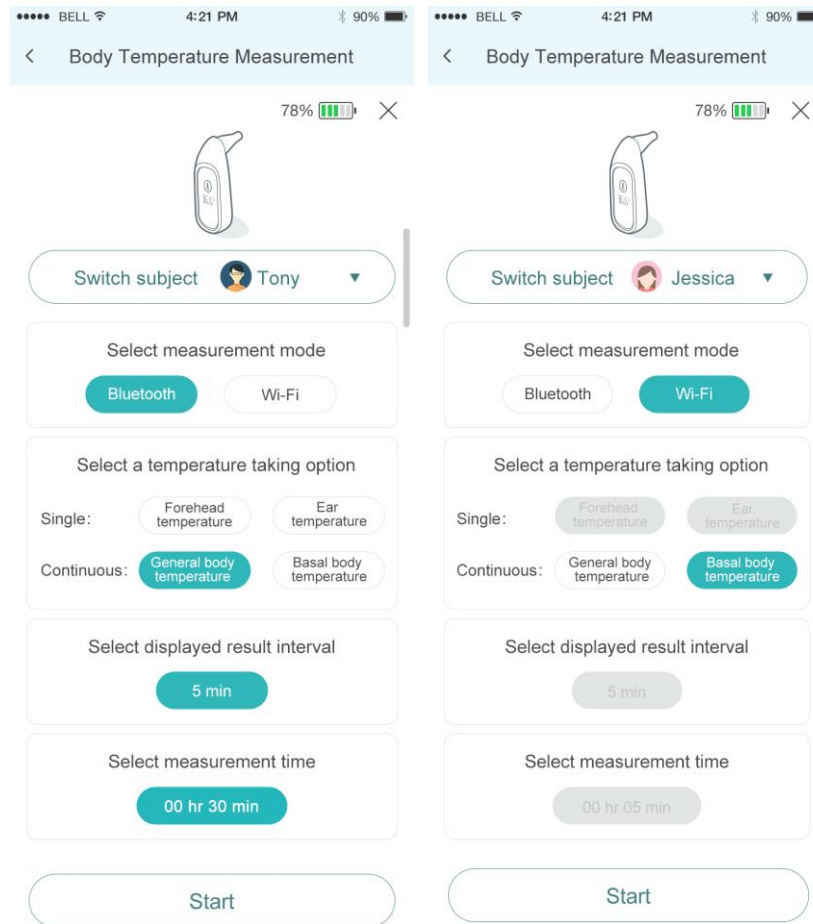 BELL 4:21 PM 90%
Body Temperature Measurement
78%
Switch subject Tony
Select measurement mode
Bluetooth Wi-Fi
Select a temperature taking option
Single: Forehead temperature Ear temperature
Continuous: General body temperature Basal body temperature
Select displayed result interval
5 min
Select measurement time
00 hr 30 min
Start
BELL 4:21 PM 90%
Body Temperature Measurement
78%
Switch subject Jessica
Select measurement mode
Bluetooth Wi-Fi
Select a temperature taking option
Single: Forehead temperature Ear temperature
Continuous: General body temperature Basal body temperature
Select displayed result interval
5 min
Select measurement time
00 hr 05 min
Start